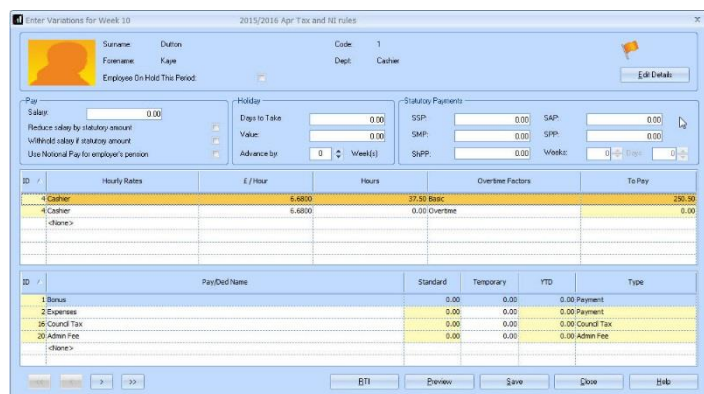 Enter Variations for Week 10 2015/2016 Apr Tax and NI rules x
Surname: Dutton Code: 1
Forename: Kaye Dept: Cashier
Employee On Hold This Period:
Edit Details
Pay Holiday Statutory Payments
Salary: 0.00 Days to Take 0.00 SSP: 0.00 SAP: 0.00
Reduce salary by statutory amount
Withhold salary if statutory amount Value: 0.00 SMP: 0.00 SPP: 0.00
Use Notional Pay for employer's pension Advance by 0 Week(s) ShPP: 0.00 Weeks: 0 Days 0
ID / Hourly Rates £ / Hour Hours Overtime Factors To Pay
4 Cashier 6.6800 37.50 Basic 250.50
4 Cashier 6.6800 0.00 Overtime 0.00
<None>
ID / Pay/Ded Name Standard Temporary YTD Type
1 Bonus 0.00 0.00 0.00 Payment
2 Expenses 0.00 0.00 0.00 Payment
16 Council Tax 0.00 0.00 0.00 Council Tax
20 Admin Fee 0.00 0.00 0.00 Admin Fee
<None>
<< < > >> RTI Preview Save Close Help